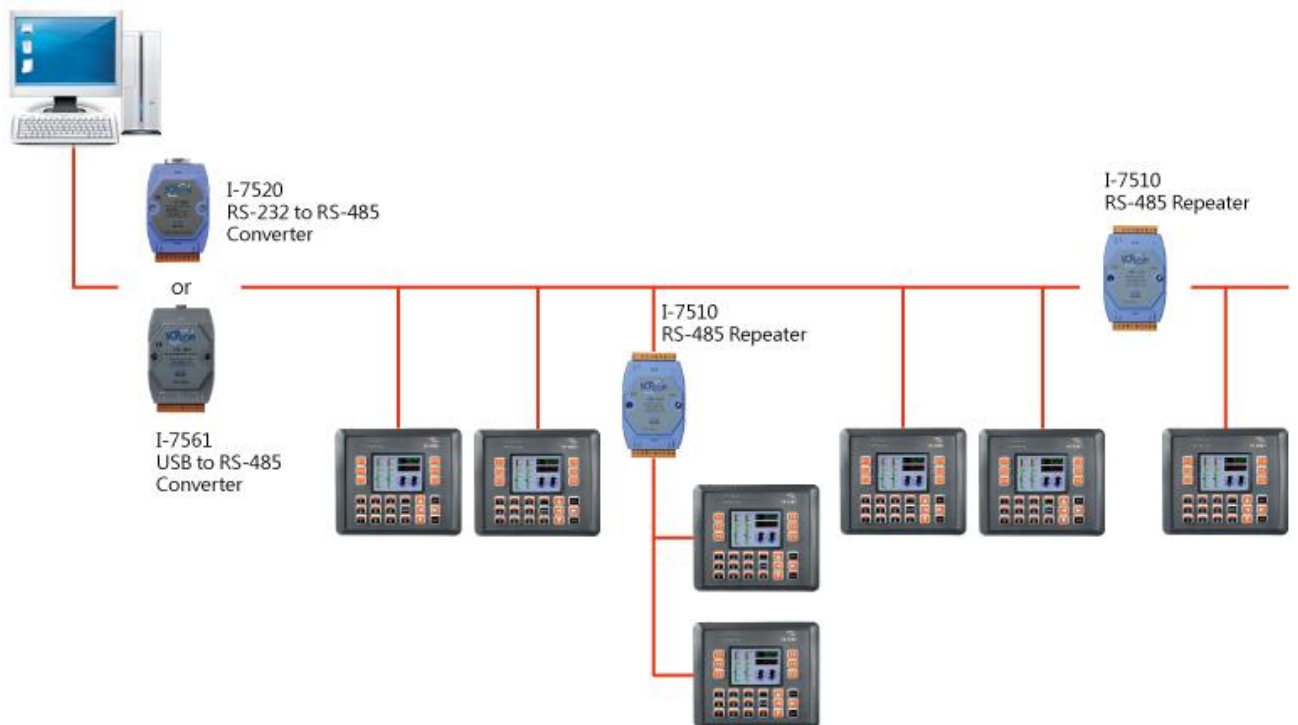 I-7520
RS-232 to RS-485
Converter
or
I-7561
USB to RS-485
Converter
I-7510
RS-485 Repeater
I-7510
RS-485 Repeater